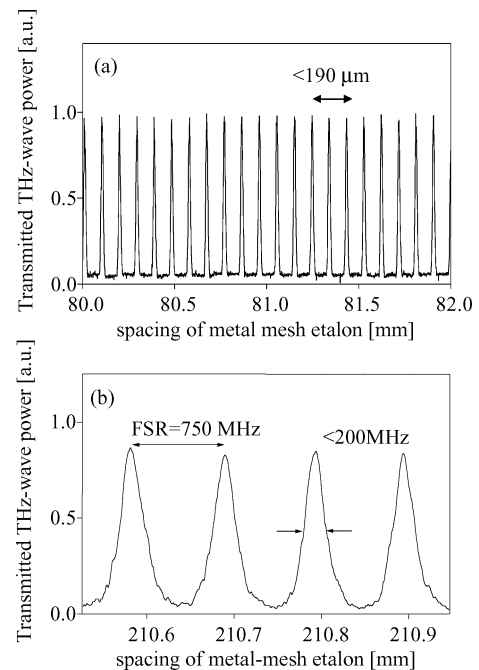 Transmitted THz-wave power [a.u.]
(a)
<190 μm
1.0
0.5
0.0
80.0 80.5 81.0 81.5 82.0
spacing of metal mesh etalon [mm]
Transmitted THz-wave power [a.u.]
(b)
FSR=750 MHz
<200MHz
1.0
0.5
0.0
210.6 210.7 210.8 210.9
spacing of metal-mesh etalon [mm]